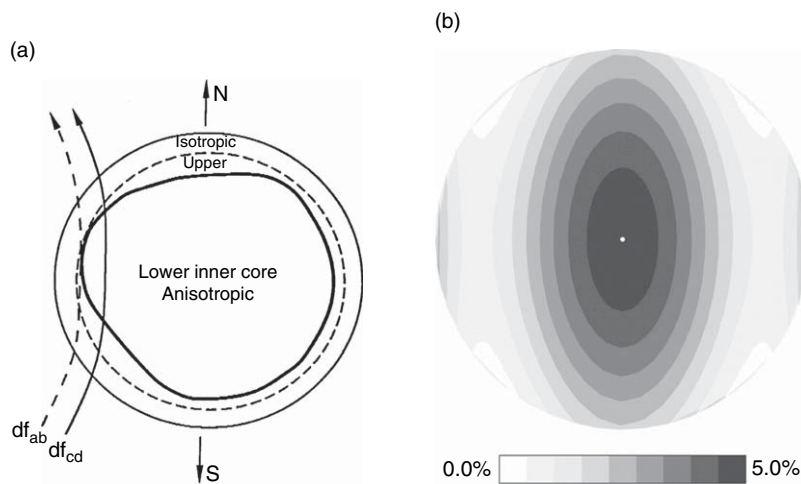 (a)
N
Isotropic
Upper
Lower inner core
Anisotropic
df_ab
df_cd
S
(b)
0.0%
5.0%